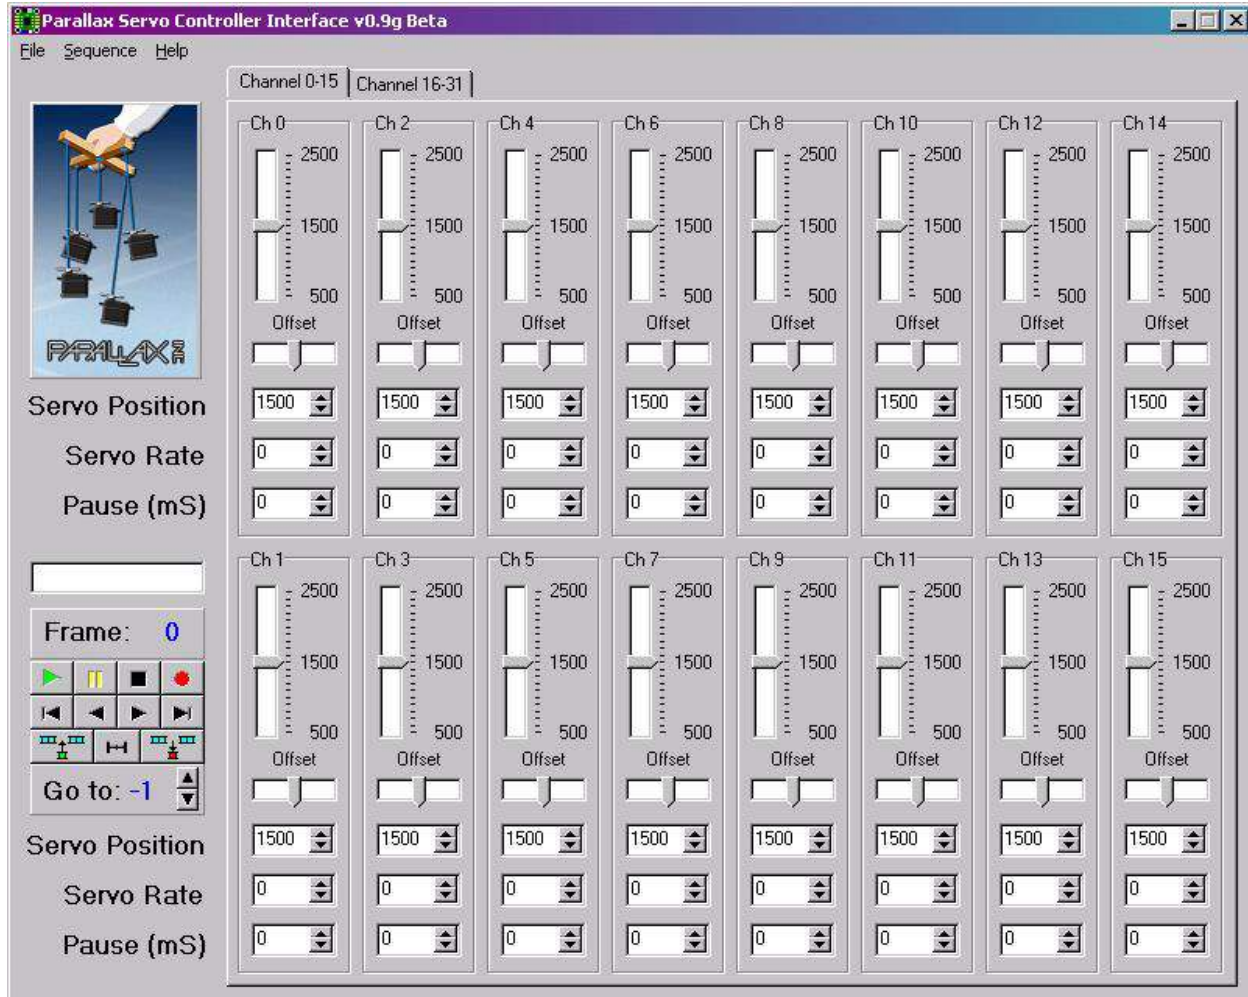 Parallax Servo Controller Interface v0.9g Beta
File Sequence Help
Channel 0-15 Channel 16-31
Ch 0 Ch 2 Ch 4 Ch 6 Ch 8 Ch 10 Ch 12 Ch 14
2500 2500 2500 2500 2500 2500 2500 2500
1500 1500 1500 1500 1500 1500 1500 1500
500 500 500 500 500 500 500 500
Offset Offset Offset Offset Offset Offset Offset Offset
PARALLAX INC
Servo Position 1500 1500 1500 1500 1500 1500 1500 1500
Servo Rate 0 0 0 0 0 0 0 0
Pause (mS) 0 0 0 0 0 0 0 0
Ch 1 Ch 3 Ch 5 Ch 7 Ch 9 Ch 11 Ch 13 Ch 15
2500 2500 2500 2500 2500 2500 2500 2500
Frame: 0
1500 1500 1500 1500 1500 1500 1500 1500
500 500 500 500 500 500 500 500
Offset Offset Offset Offset Offset Offset Offset Offset
Go to: -1
Servo Position 1500 1500 1500 1500 1500 1500 1500 1500
Servo Rate 0 0 0 0 0 0 0 0
Pause (mS) 0 0 0 0 0 0 0 0